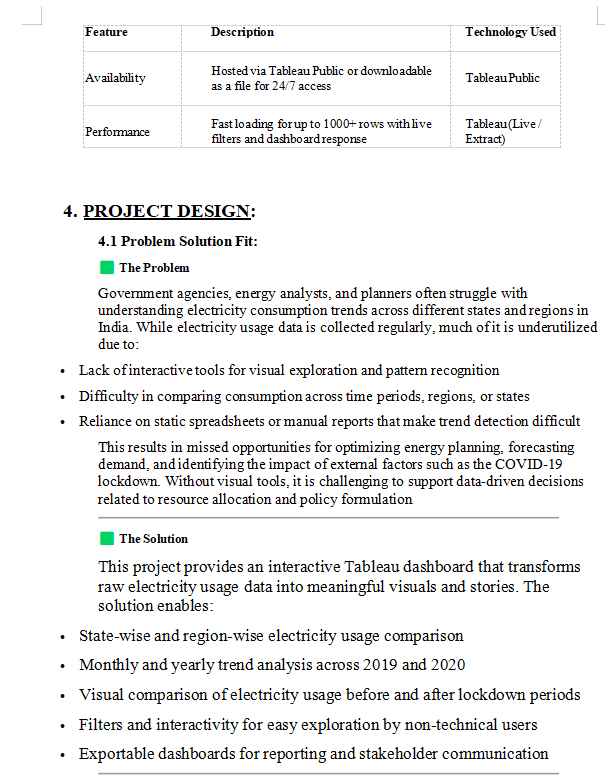 Feature Description Technology Used
Availability Hosted via Tableau Public or downloadable
as a file for 24/7 access Tableau Public
Performance Fast loading for up to 1000+ rows with live
filters and dashboard response Tableau (Live /
Extract)
4. PROJECT DESIGN:
4.1 Problem Solution Fit:
The Problem
Government agencies, energy analysts, and planners often struggle with
understanding electricity consumption trends across different states and regions in
India. While electricity usage data is collected regularly, much of it is underutilized
due to:
• Lack of interactive tools for visual exploration and pattern recognition
• Difficulty in comparing consumption across time periods, regions, or states
• Reliance on static spreadsheets or manual reports that make trend detection difficult
This results in missed opportunities for optimizing energy planning, forecasting
demand, and identifying the impact of external factors such as the COVID-19
lockdown. Without visual tools, it is challenging to support data-driven decisions
related to resource allocation and policy formulation
The Solution
This project provides an interactive Tableau dashboard that transforms
raw electricity usage data into meaningful visuals and stories. The
solution enables:
• State-wise and region-wise electricity usage comparison
• Monthly and yearly trend analysis across 2019 and 2020
• Visual comparison of electricity usage before and after lockdown periods
• Filters and interactivity for easy exploration by non-technical users
• Exportable dashboards for reporting and stakeholder communication